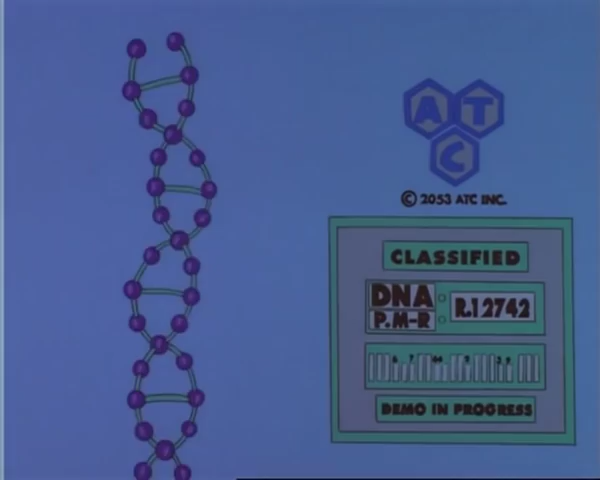 A T
C
© 2053 ATC INC.
CLASSIFIED
DNA
P.M-R
R.12742
DEMO IN PROGRESS